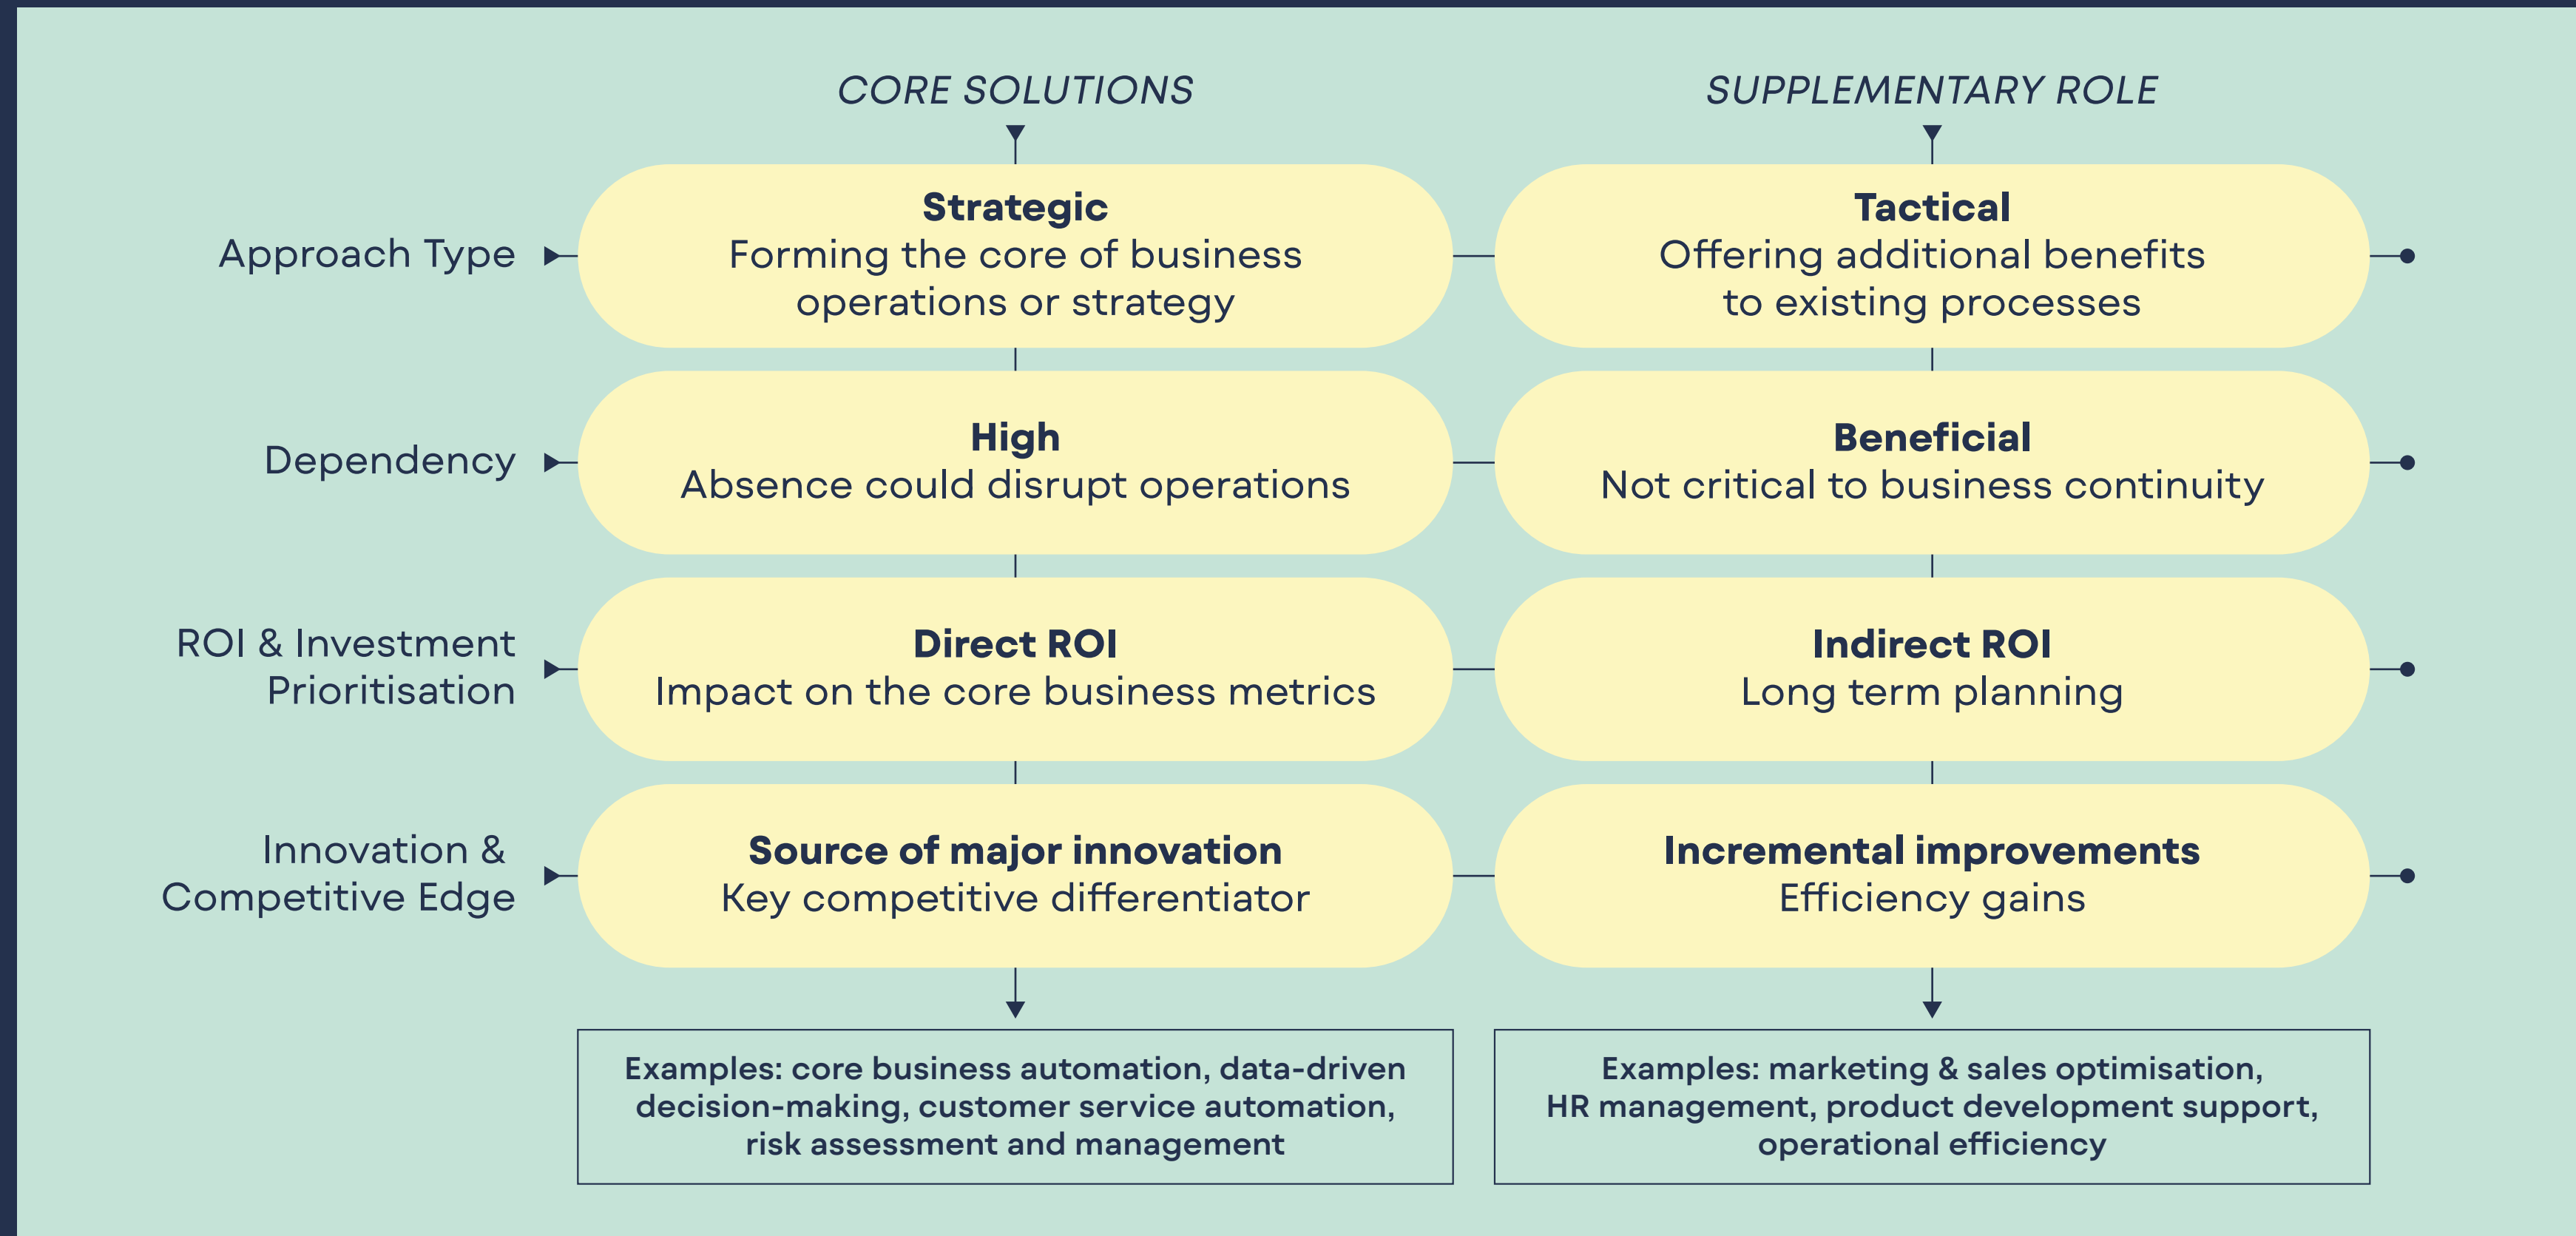 CORE SOLUTIONS
SUPPLEMENTARY ROLE
Approach Type
Strategic
Forming the core of business
operations or strategy
Tactical
Offering additional benefits
to existing processes
Dependency
High
Absence could disrupt operations
Beneficial
Not critical to business continuity
ROI & Investment
Prioritisation
Direct ROI
Impact on the core business metrics
Indirect ROI
Long term planning
Innovation &
Competitive Edge
Source of major innovation
Key competitive differentiator
Incremental improvements
Efficiency gains
Examples: core business automation, data-driven
decision-making, customer service automation,
risk assessment and management
Examples: marketing & sales optimisation,
HR management, product development support,
operational efficiency